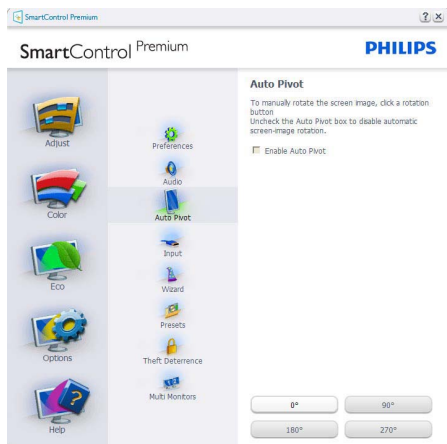 SmartControl Premium
SmartControl Premium
PHILIPS
Adjust
Color
Eco
Options
Help
Preferences
Audio
Auto Pivot
Input
Wizard
Presets
Theft Deterrence
Multi Monitors
Auto Pivot
To manually rotate the screen image, click a rotation
button
Uncheck the Auto Pivot box to disable automatic
screen-image rotation.
Enable Auto Pivot
0° 90°
180° 270°